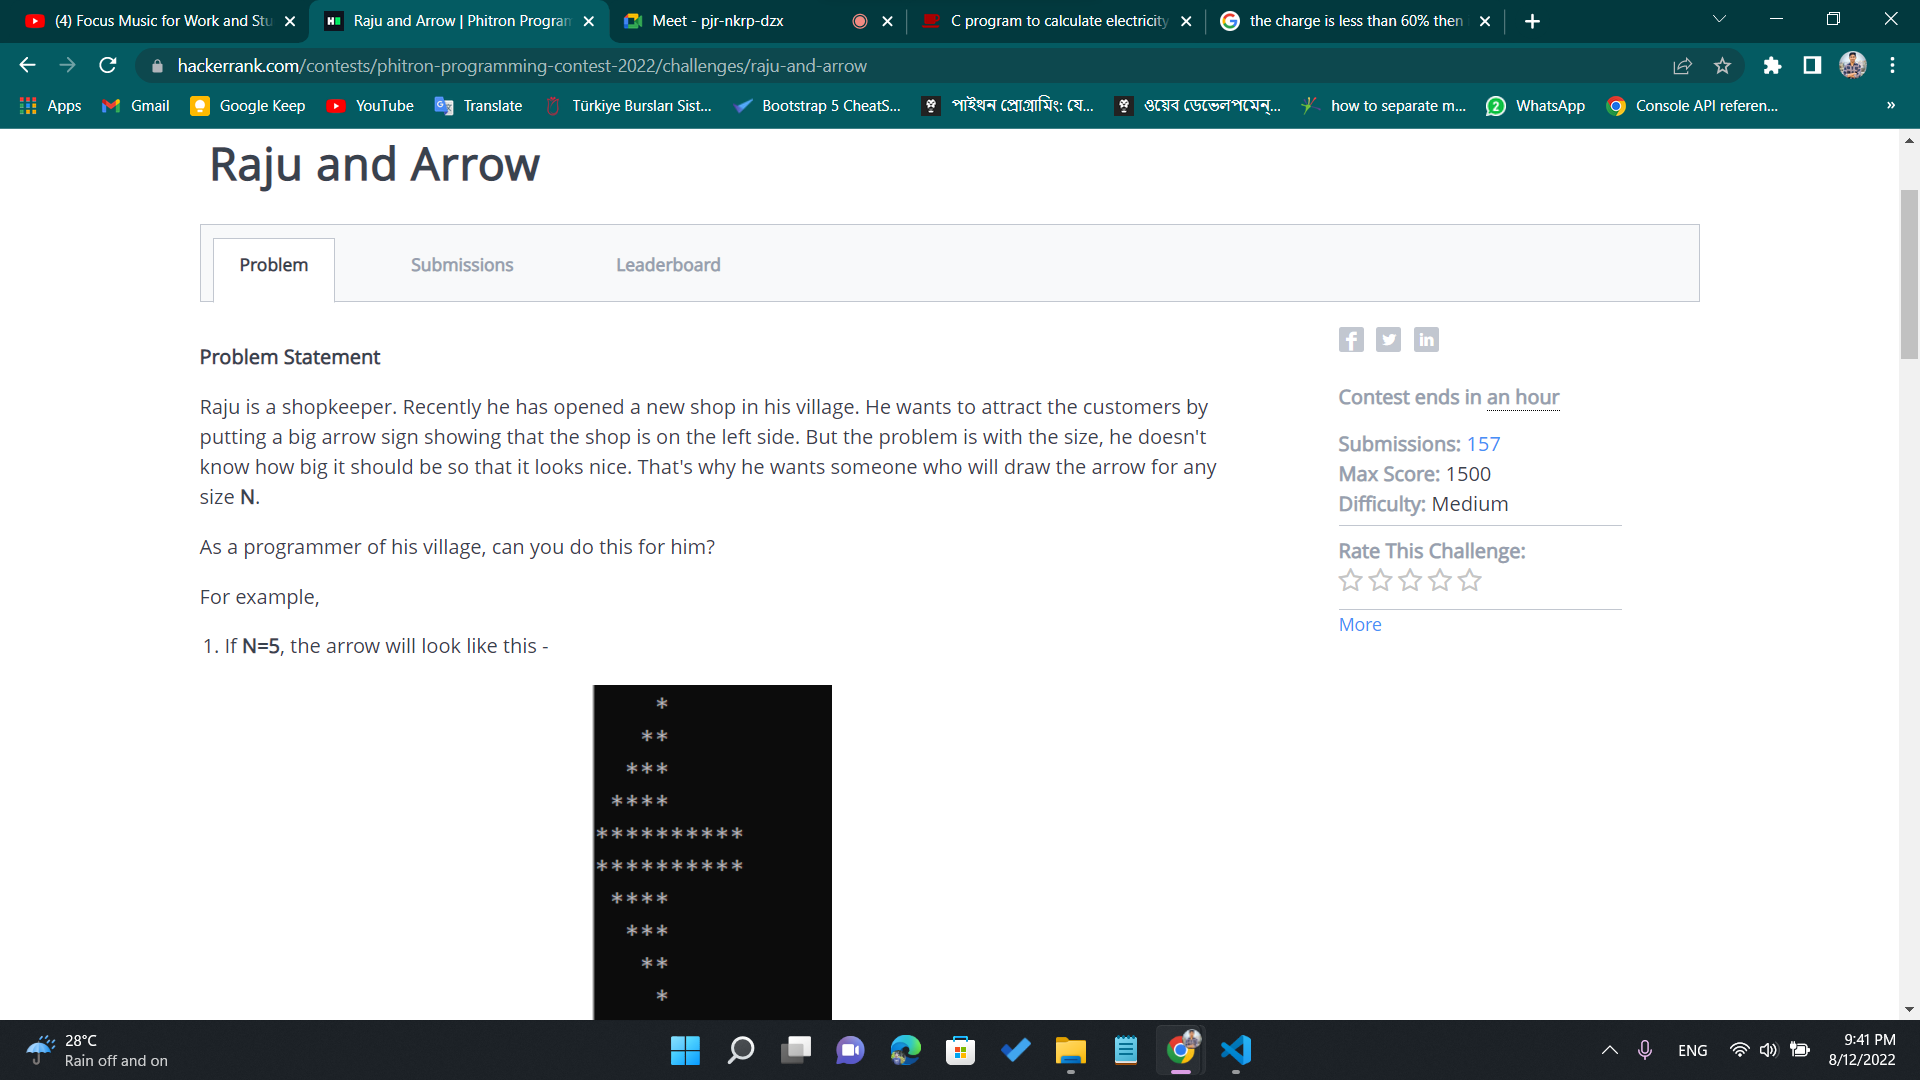 (4) Focus Music for Work and Stu
Raju and Arrow | Phitron Program
Meet - pjr-nkrp-dzx
C program to calculate electricity
the charge is less than 60% then
hackerrank.com/contests/phitron-programming-contest-2022/challenges/raju-and-arrow
Apps
Gmail
Google Keep
YouTube
Translate
Türkiye Bursları Sist...
Bootstrap 5 CheatS...
পাইথন প্রোগ্রামিং: যে...
ওয়েব ডেভেলপমেন্...
how to separate m...
2
WhatsApp
Console API referen...
»
Raju and Arrow
Problem
Submissions
Leaderboard
Problem Statement
Raju is a shopkeeper. Recently he has opened a new shop in his village. He wants to attract the customers by
putting a big arrow sign showing that the shop is on the left side. But the problem is with the size, he doesn't
know how big it should be so that it looks nice. That's why he wants someone who will draw the arrow for any
size N.
As a programmer of his village, can you do this for him?
For example,
1. If N=5, the arrow will look like this -
*
**
***
****
**********
**********
****
***
**
*
Contest ends in an hour
Submissions: 157
Max Score: 1500
Difficulty: Medium
Rate This Challenge:
More
28°C
Rain off and on
ENG
9:41 PM
8/12/2022